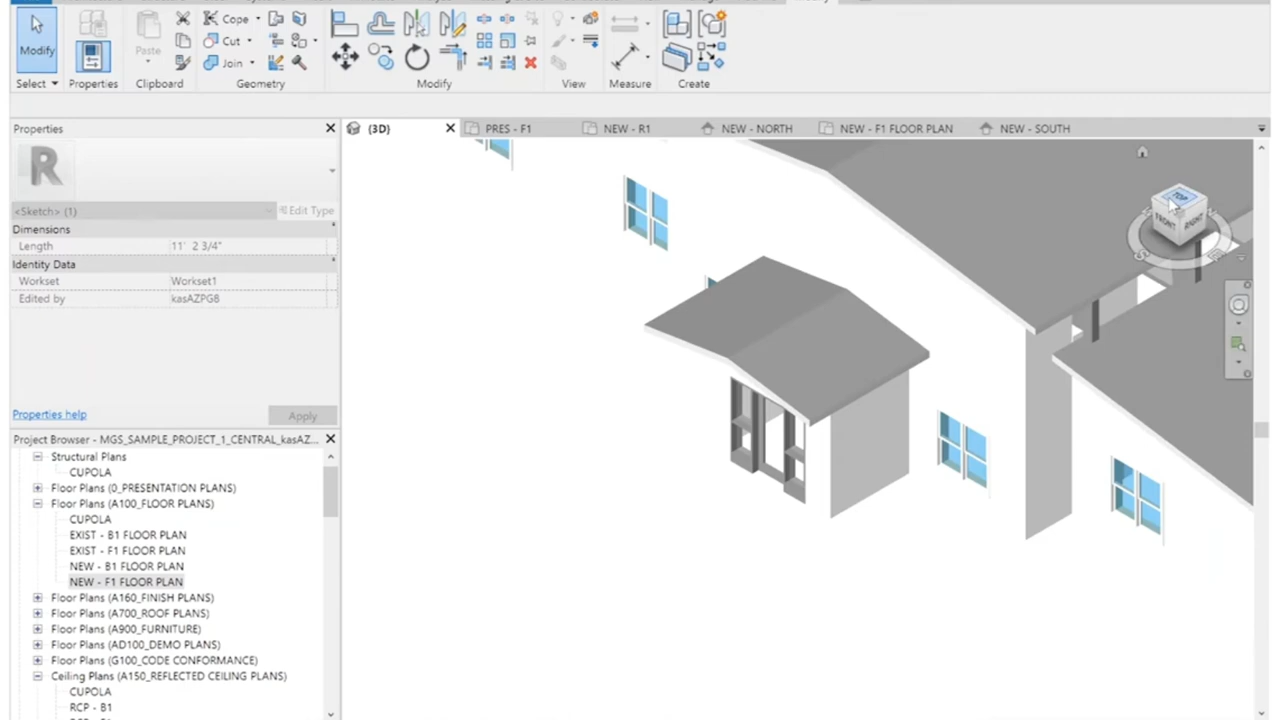 Cope
Cut
Join
Modify
Paste
Select
Properties
Clipboard
Geometry
Modify
View
Measure
Create
Properties
{3D}
PRES - F1
NEW - R1
NEW - NORTH
NEW - F1 FLOOR PLAN
NEW - SOUTH
R
<Sketch> (1)
Edit Type
Dimensions
Length
11' 2 3/4"
Identity Data
Workset
Workset1
Edited by
kasAZPG8
Properties help
Apply
Project Browser - MGS_SAMPLE_PROJECT_1_CENTRAL_kasAZ...
Structural Plans
CUPOLA
Floor Plans (0_PRESENTATION PLANS)
Floor Plans (A100_FLOOR PLANS)
CUPOLA
EXIST - B1 FLOOR PLAN
EXIST - F1 FLOOR PLAN
NEW - B1 FLOOR PLAN
NEW - F1 FLOOR PLAN
Floor Plans (A160_FINISH PLANS)
Floor Plans (A700_ROOF PLANS)
Floor Plans (A900_FURNITURE)
Floor Plans (AD100_DEMO PLANS)
Floor Plans (G100_CODE CONFORMANCE)
Ceiling Plans (A150_REFLECTED CEILING PLANS)
CUPOLA
RCP - B1
TOP
FRONT
RIGHT
S